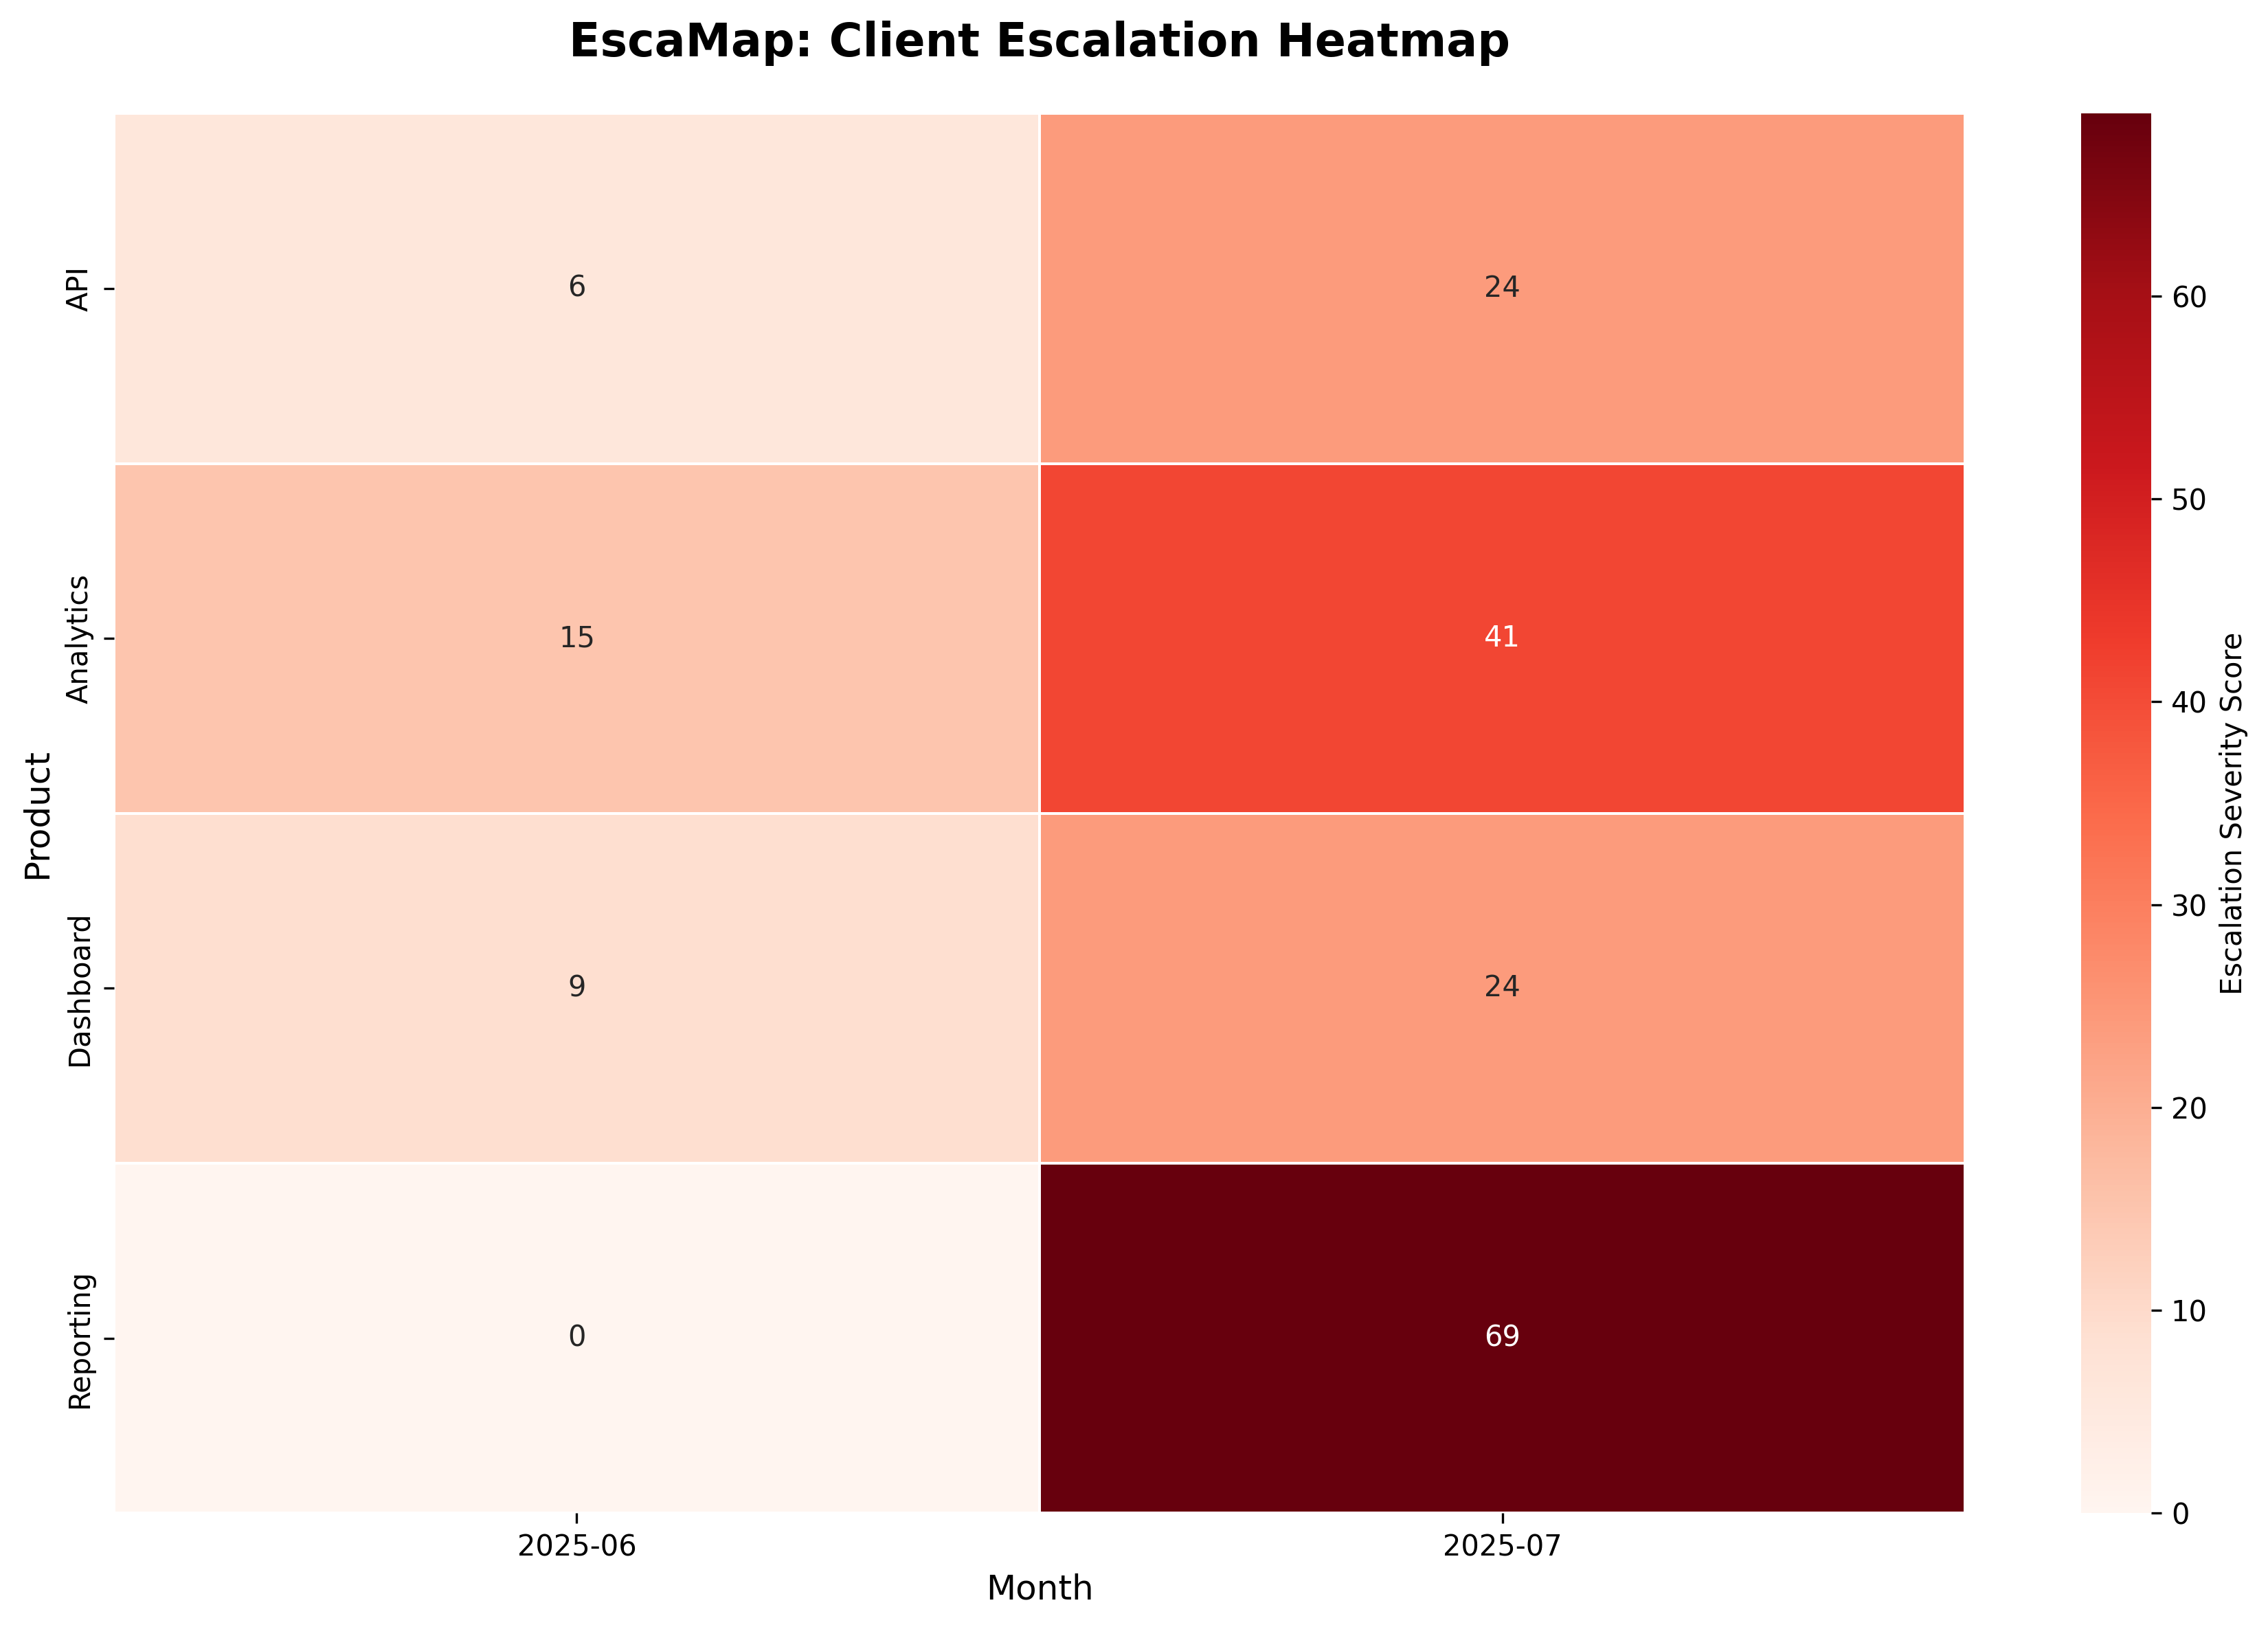 EscaMap: Client Escalation Heatmap
Product
API
6
24
Analytics
15
41
Dashboard
9
24
Reporting
0
69
2025-06
2025-07
Month
60
50
40
30
20
10
0
Escalation Severity Score